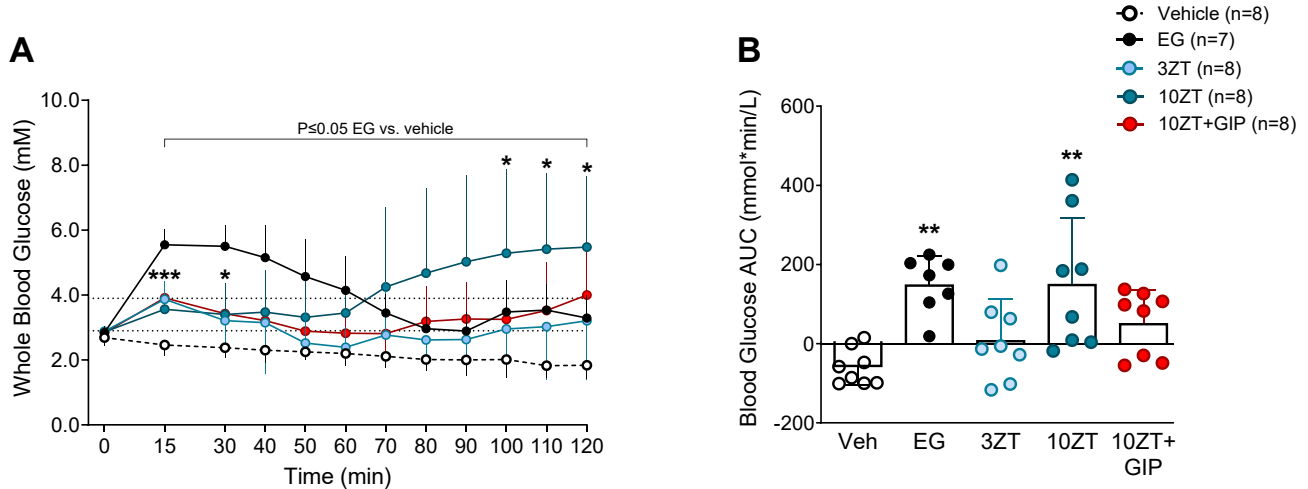 Vehicle (n=8)
EG (n=7)
3ZT (n=8)
10ZT (n=8)
10ZT+GIP (n=8)
A
Whole Blood Glucose (mM)
10.0
8.0
6.0
4.0
2.0
0.0
P≤0.05 EG vs. vehicle
***
*
*
*
*
0 15 30 40 50 60 70 80 90 100 110 120
Time (min)
B
Blood Glucose AUC (mmol*min/L)
600
400
200
0
-200
**
**
Veh EG 3ZT 10ZT 10ZT+
GIP